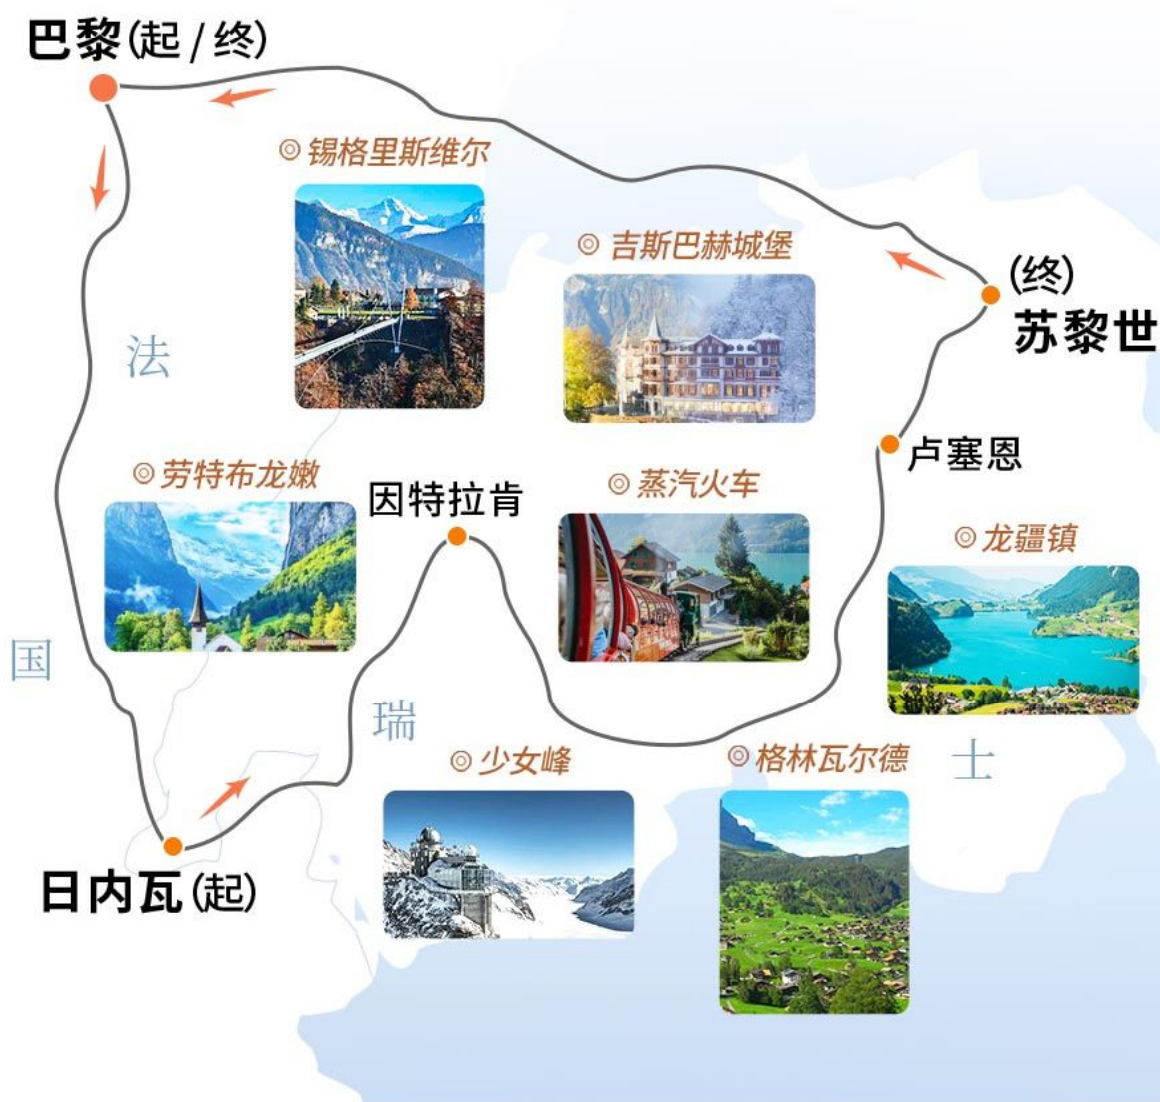 巴黎(起 / 终)
锡格里斯维尔
吉斯巴赫城堡
(终)
苏黎世
法
卢塞恩
劳特布龙嫩
因特拉肯
蒸汽火车
龙疆镇
国
瑞
少女峰
格林瓦尔德
士
日内瓦(起)